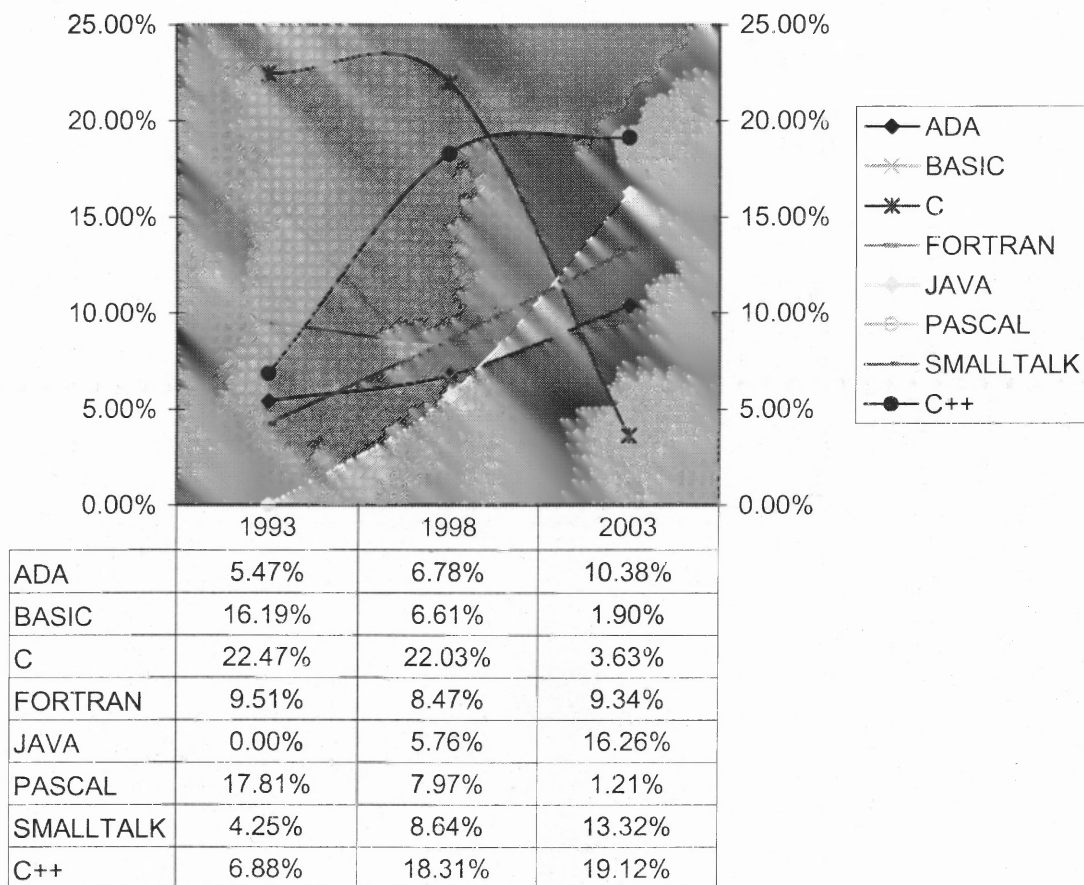 25.00% 25.00%
20.00% 20.00%
15.00% 15.00%
10.00% 10.00%
5.00% 5.00%
0.00% 0.00%
ADA
BASIC
C
FORTRAN
JAVA
PASCAL
SMALLTALK
C++
1993 1998 2003
ADA 5.47% 6.78% 10.38%
BASIC 16.19% 6.61% 1.90%
C 22.47% 22.03% 3.63%
FORTRAN 9.51% 8.47% 9.34%
JAVA 0.00% 5.76% 16.26%
PASCAL 17.81% 7.97% 1.21%
SMALLTALK 4.25% 8.64% 13.32%
C++ 6.88% 18.31% 19.12%